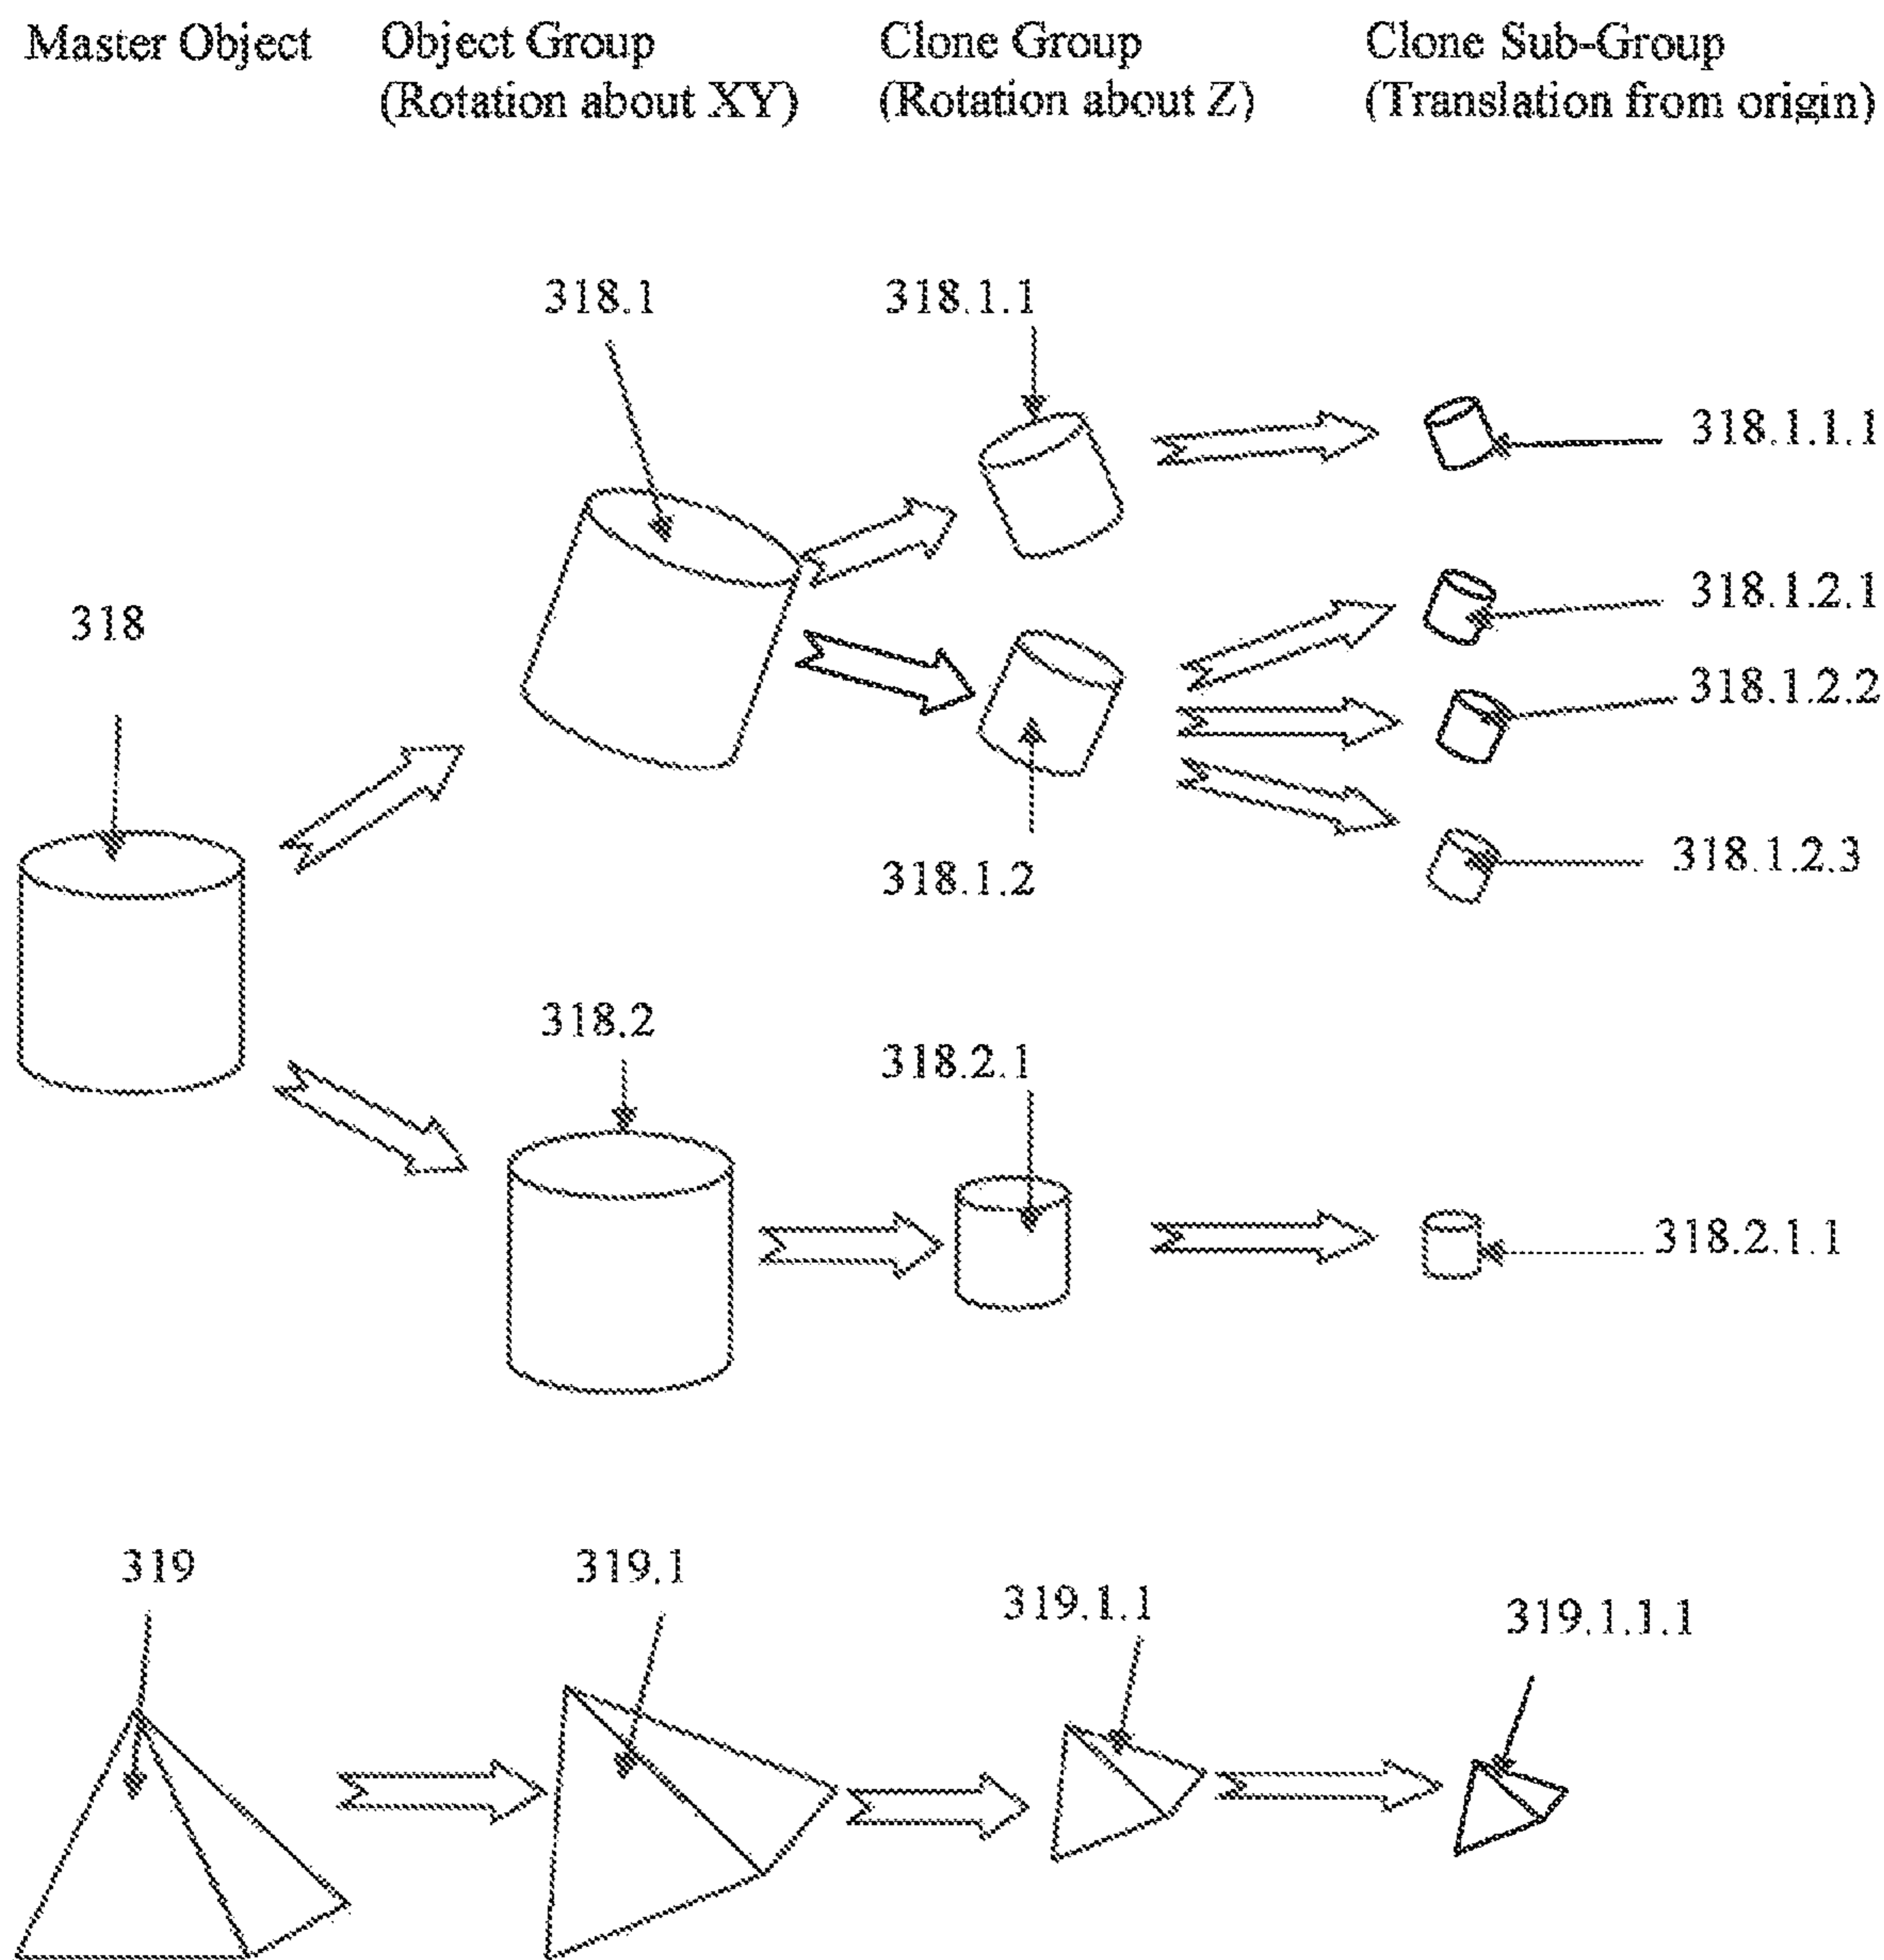 Master Object
Object Group
(Rotation about XY)
Clone Group
(Rotation about Z)
Clone Sub-Group
(Translation from origin)
318.1
318.1.1
318.1.1.1
318
318.1.2.1
318.1.2.2
318.1.2
318.1.2.3
318.2
318.2.1
318.2.1.1
319
319.1
319.1.1
319.1.1.1